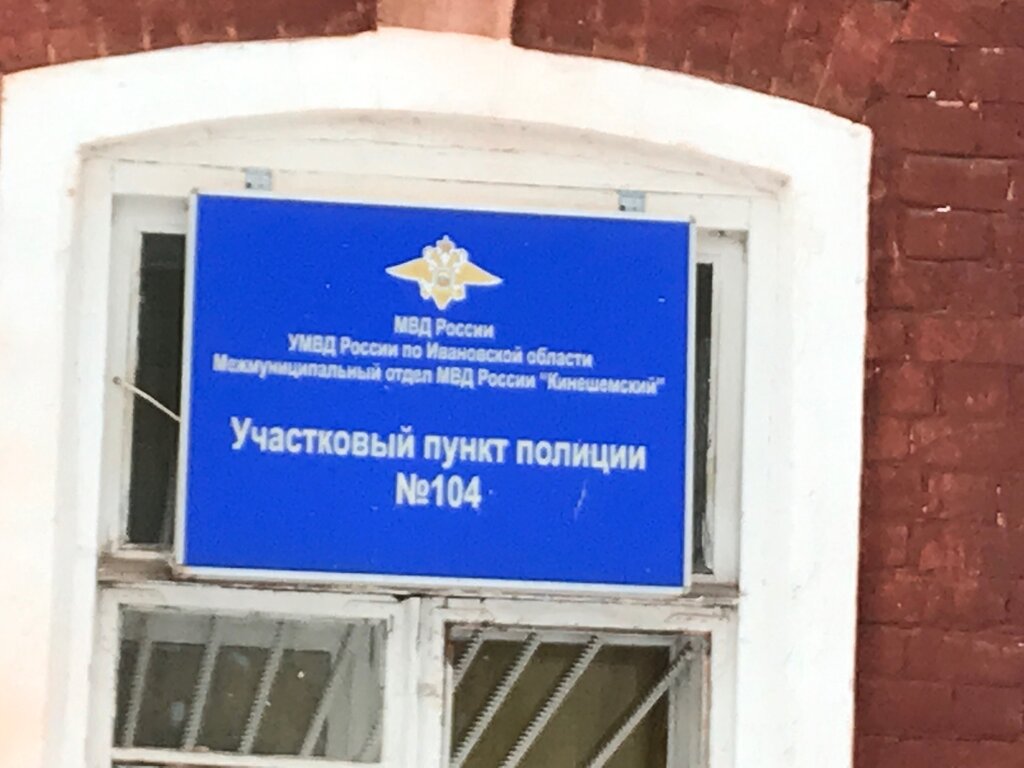 МВД России
УМВД России по Ивановской области
Межмуниципальный отдел МВД России "Кинешемский"
Участковый пункт полиции
№104